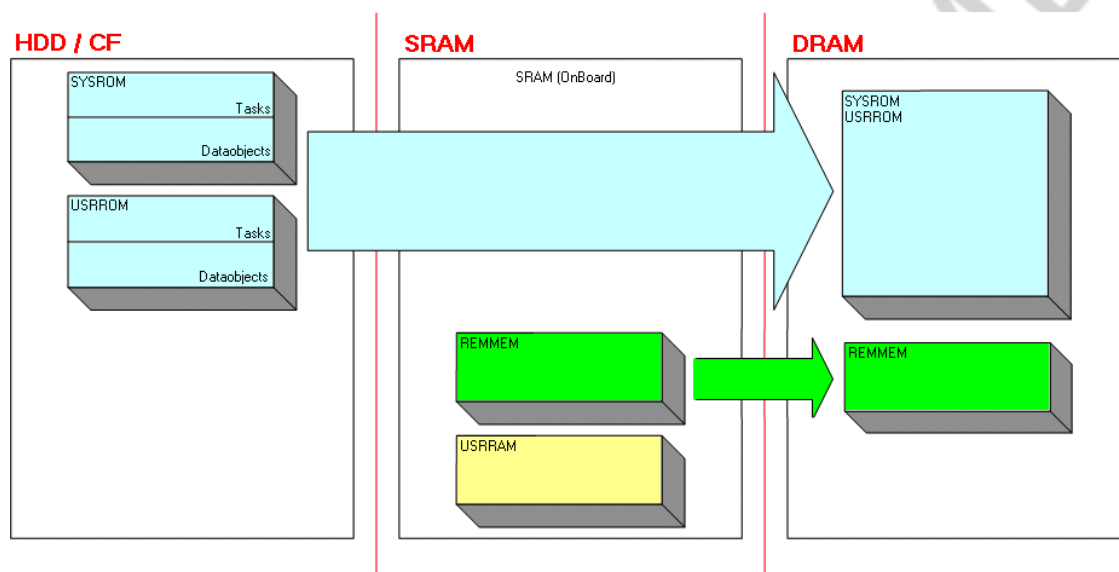 HDD / CF
SYSROM
Tasks
Dataobjects
USRROM
Tasks
Dataobjects
SRAM
SRAM (OnBoard)
REMMEM
USRRAM
DRAM
SYSROM
USRROM
REMMEM